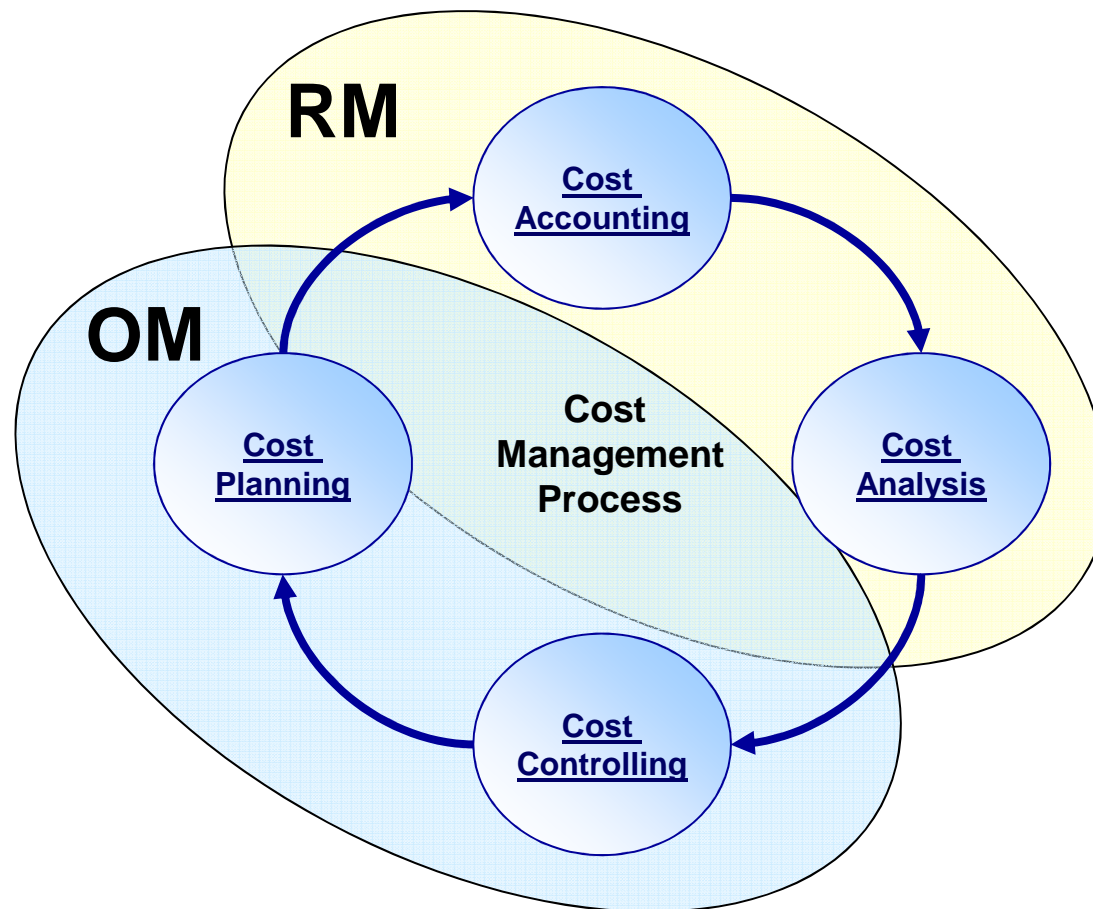 RM
Cost
Accounting
OM
Cost
Planning
Cost
Management
Process
Cost
Analysis
Cost
Controlling